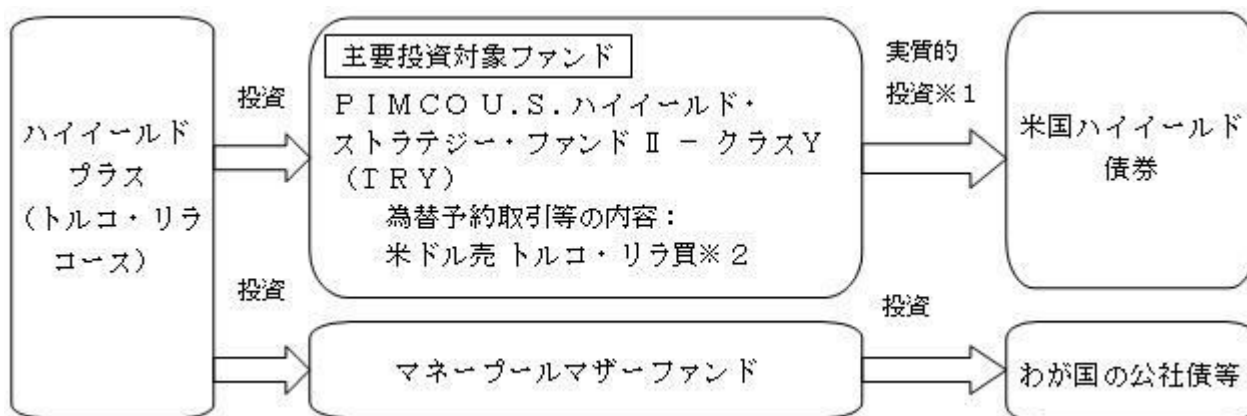 ハイイールド
プラス
(トルコ・リラ
コース)
投資
投資
主要投資対象ファンド
ＰＩＭＣＯ Ｕ.Ｓ.ハイイールド・
ストラテジー・ファンド Ⅱ － クラスＹ
(ＴＲＹ)
為替予約取引等の内容：
米ドル売 トルコ・リラ買※２
マネープールマザーファンド
実質的
投資※１
投資
米国ハイイールド
債券
わが国の公社債等